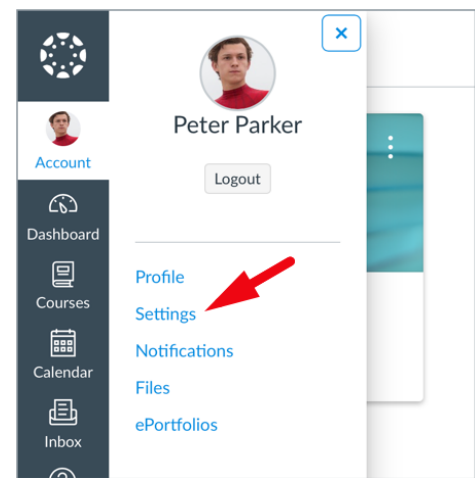 Peter Parker
Logout
Account
Dashboard
Courses
Calendar
Inbox
Profile
Settings
Notifications
Files
ePortfolios